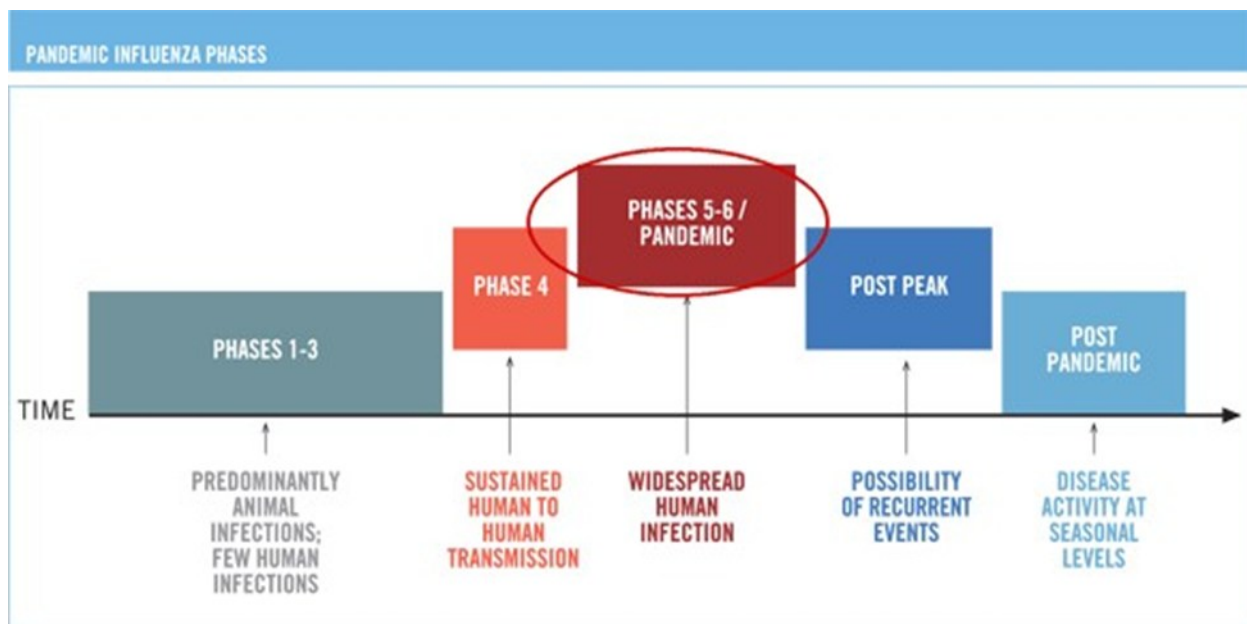 PANDEMIC INFLUENZA PHASES
PHASES 1-3
PHASE 4
PHASES 5-6 /
PANDEMIC
POST PEAK
POST
PANDEMIC
TIME
PREDOMINANTLY
ANIMAL
INFECTIONS;
FEW HUMAN
INFECTIONS
SUSTAINED
HUMAN TO
HUMAN
TRANSMISSION
WIDESPREAD
HUMAN
INFECTION
POSSIBILITY
OF RECURRENT
EVENTS
DISEASE
ACTIVITY AT
SEASONAL
LEVELS